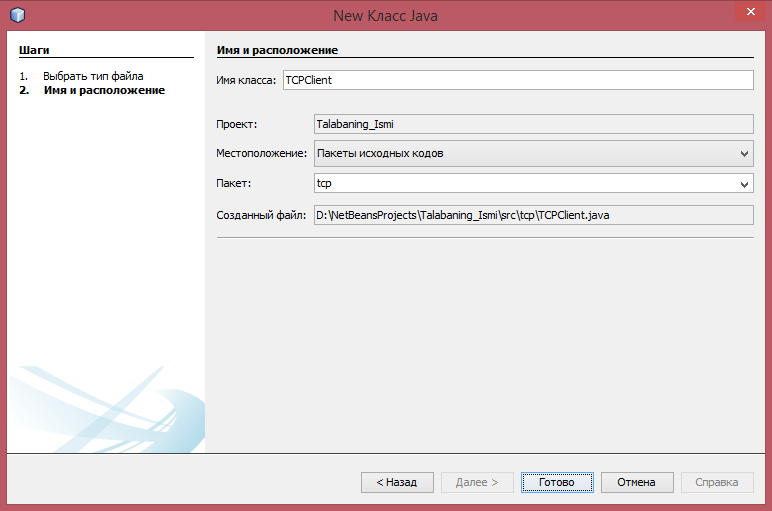 New Класс Java
Шаги
1. Выбрать тип файла
2. Имя и расположение
Имя и расположение
Имя класса: TCPClient
Проект: Talabaning_Ismi
Местоположение: Пакеты исходных кодов
Пакет: tcp
Созданный файл: D:\NetBeansProjects\Talabaning_Ismi\src\tcp\TCPClient.java
< Назад Далее > Готово Отмена Справка